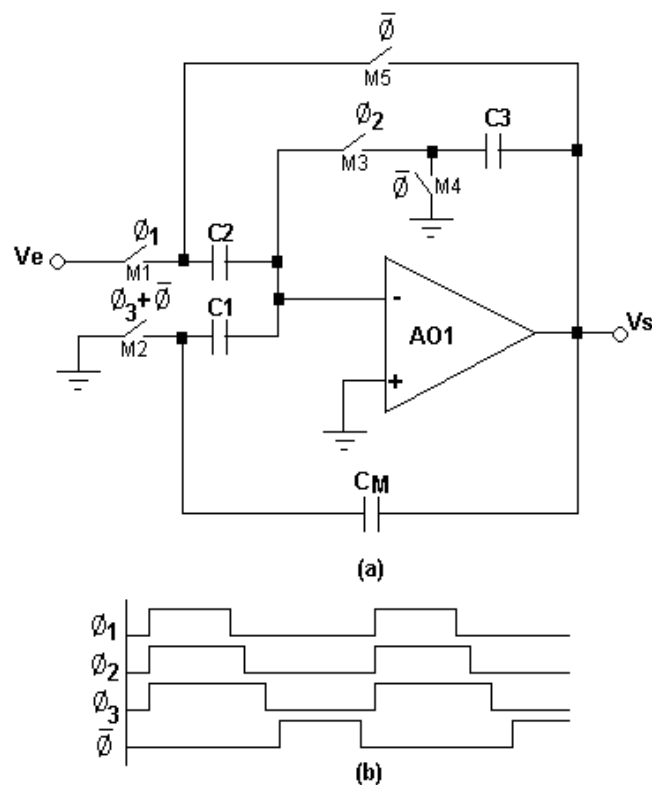 Ø̅
M5
Ø2
C3
M3
Ø̅
M4
Ø1
C2
Ve
M1
Ø3+Ø̅
C1
M2
-
AO1
+
Vs
CM
(a)
Ø1
Ø2
Ø3
Ø̅
(b)